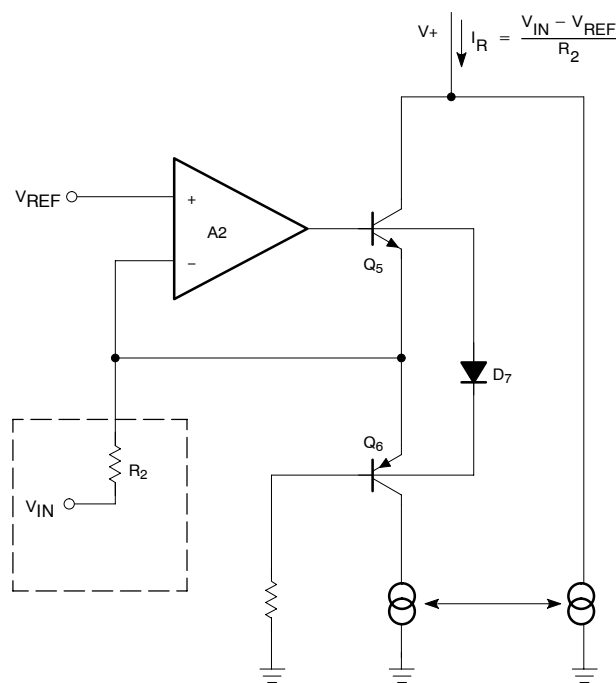 V+
I_R = (V_IN − V_REF) / R_2
V_REF
+
A2
−
Q_5
D_7
Q_6
R_2
V_IN